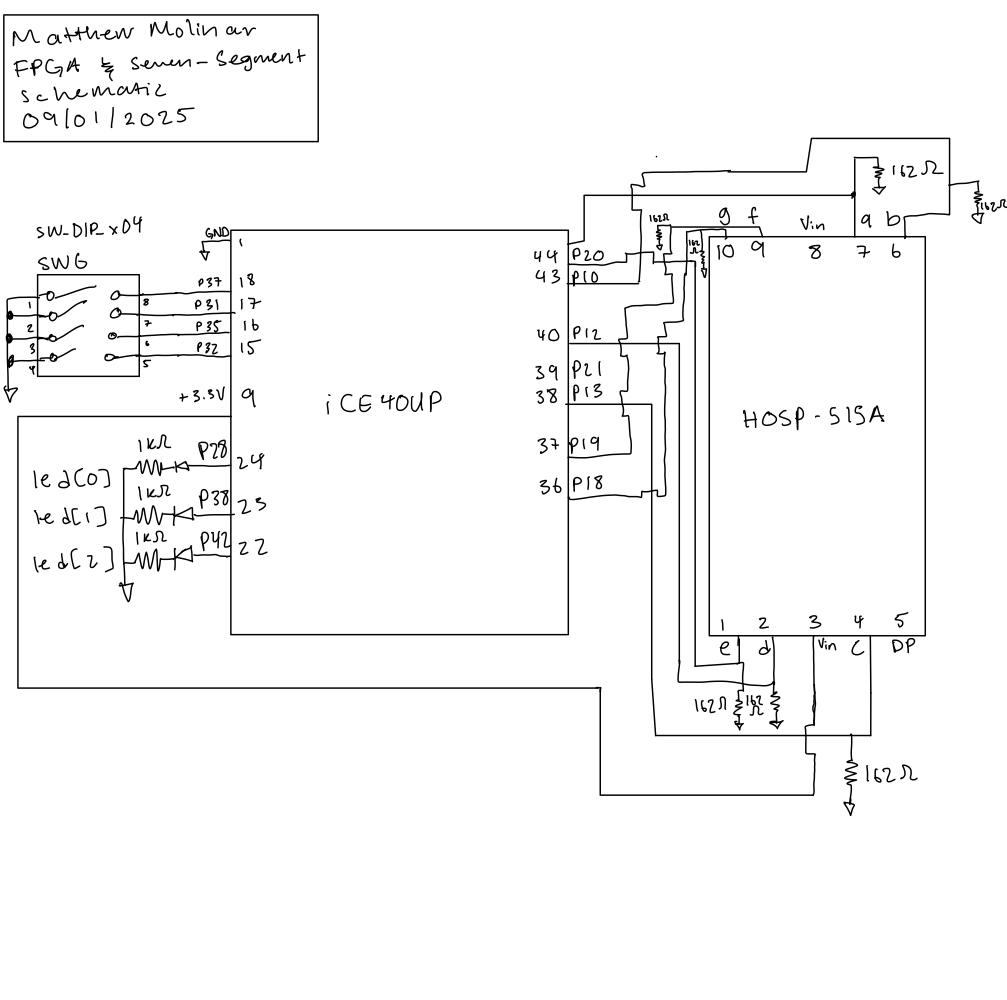 Matthew Molinar
FPGA & Seven-Segment
Schematic
09/01/2025
SW_DIP_x04
SW6
1
2
3
4
8
7
6
5
GND
1
P37 18
P31 17
P35 16
P32 15
+3.3V 9
led[0] 1kΩ P28 24
led[1] 1kΩ P38 23
led[2] 1kΩ P42 22
iCE40UP
44 P20
43 P10
40 P12
39 P21
38 P13
37 P19
36 P18
162Ω
162Ω
162Ω
162Ω
g f Vin a b
10 9 8 7 6
HOSP-515A
1 2 3 4 5
e d Vin C DP
162Ω 162Ω
162Ω